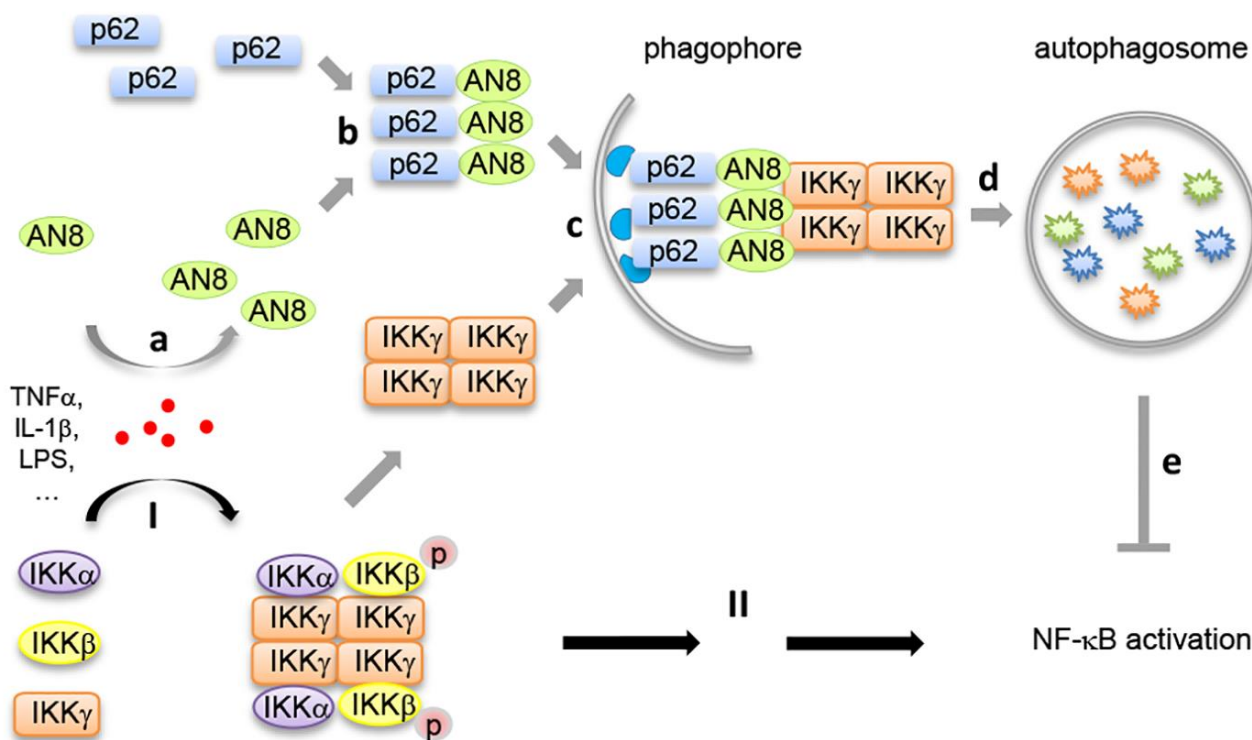 p62
p62
p62
p62 AN8
p62 AN8
p62 AN8
b
phagophore
autophagosome
p62 AN8 IKKγ IKKγ
p62 AN8 IKKγ IKKγ
p62 AN8
c
d
AN8
AN8
AN8
AN8
a
IKKγ IKKγ
IKKγ IKKγ
TNFα,
IL-1β,
LPS,
...
I
e
IKKα
IKKβ
IKKγ
IKKα IKKβ p
IKKγ IKKγ
IKKγ IKKγ
IKKα IKKβ p
II
NF-κB activation